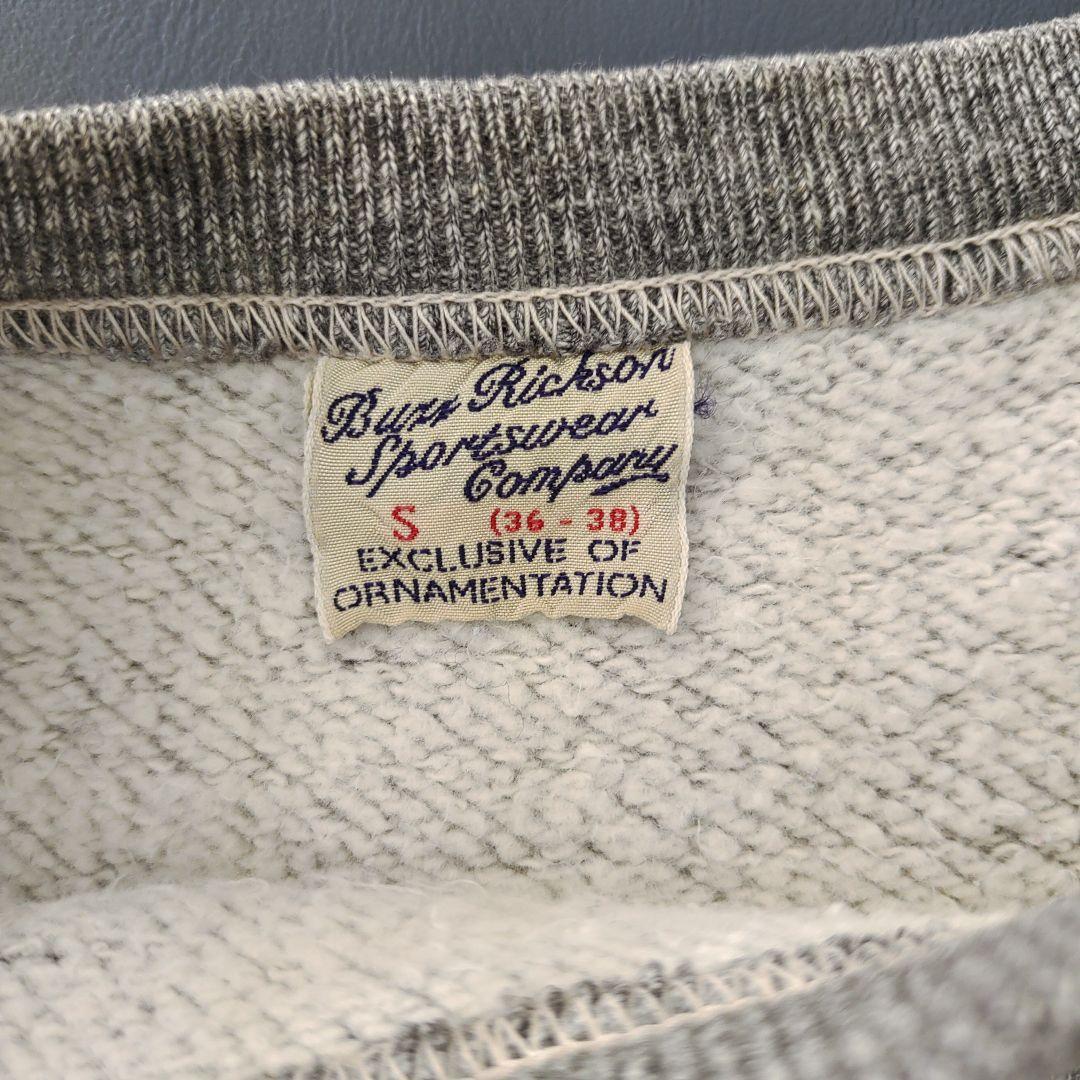 Buzz Rickson
Sportswear
Company
S (36 - 38)
EXCLUSIVE OF
ORNAMENTATION